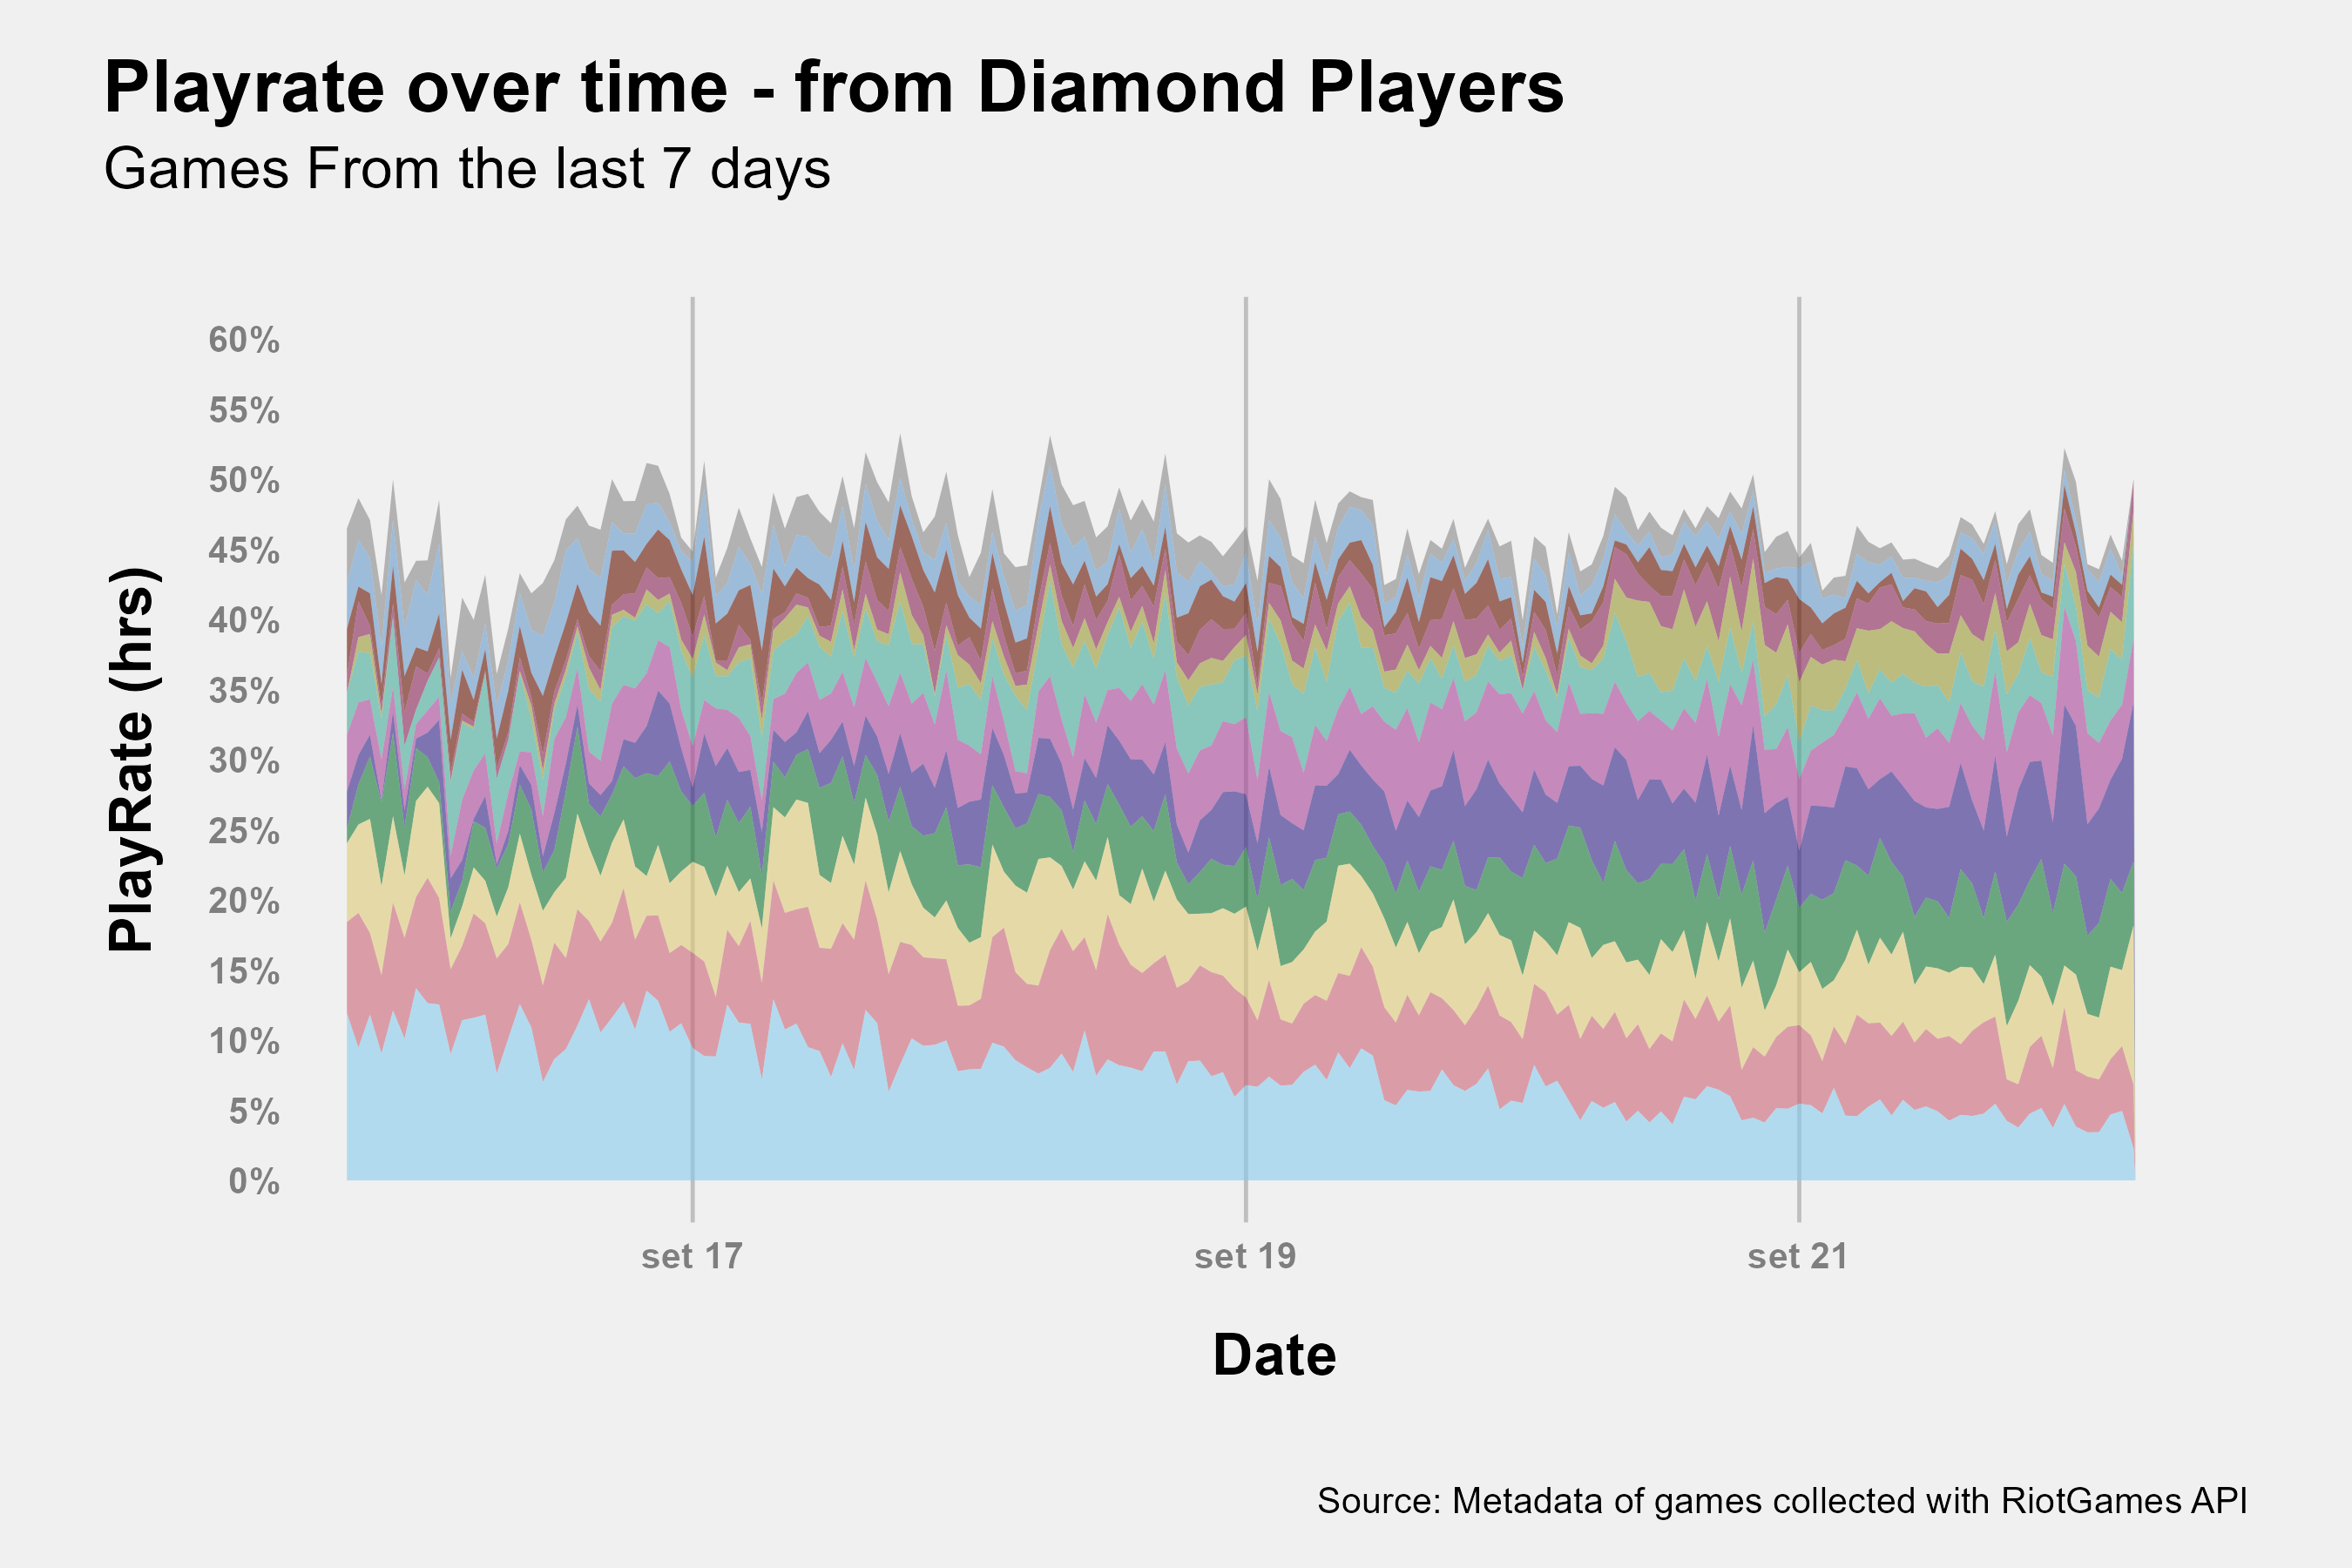 Playrate over time - from Diamond Players
Games From the last 7 days
PlayRate (hrs)
60%
55%
50%
45%
40%
35%
30%
25%
20%
15%
10%
5%
0%
set 17
set 19
set 21
Date
Source: Metadata of games collected with RiotGames API